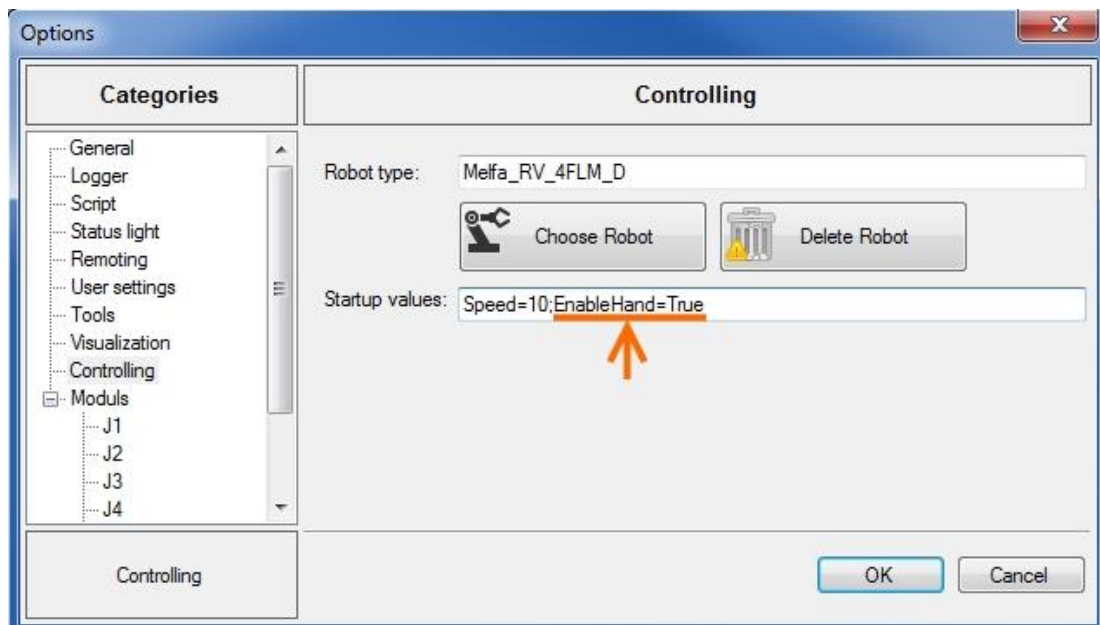 Options
x
Categories
General
Logger
Script
Status light
Remoting
User settings
Tools
Visualization
Controlling
Moduls
J1
J2
J3
J4
Controlling
Controlling
Robot type:
Melfa_RV_4FLM_D
Choose Robot
Delete Robot
Startup values:
Speed=10;EnableHand=True
OK
Cancel